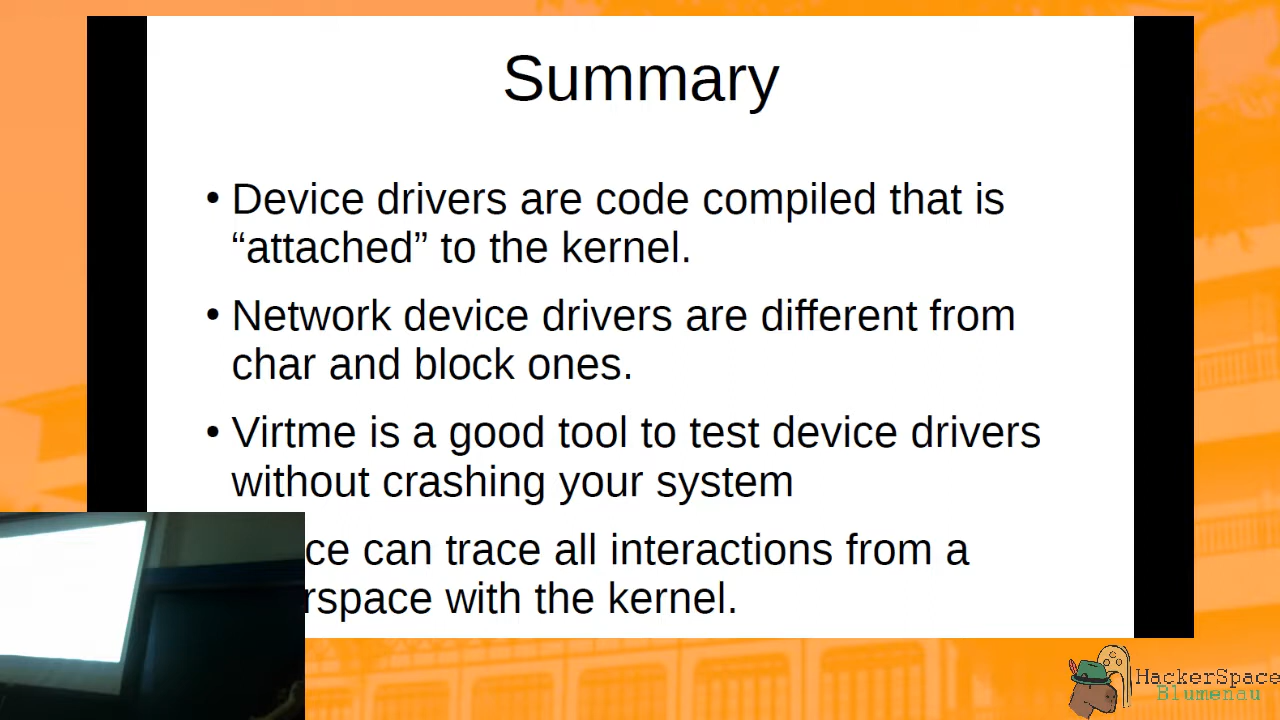 Summary
• Device drivers are code compiled that is
“attached” to the kernel.
• Network device drivers are different from
char and block ones.
• Virtme is a good tool to test device drivers
without crashing your system
can trace all interactions from a
with the kernel.
HackerSpace
Blumenau